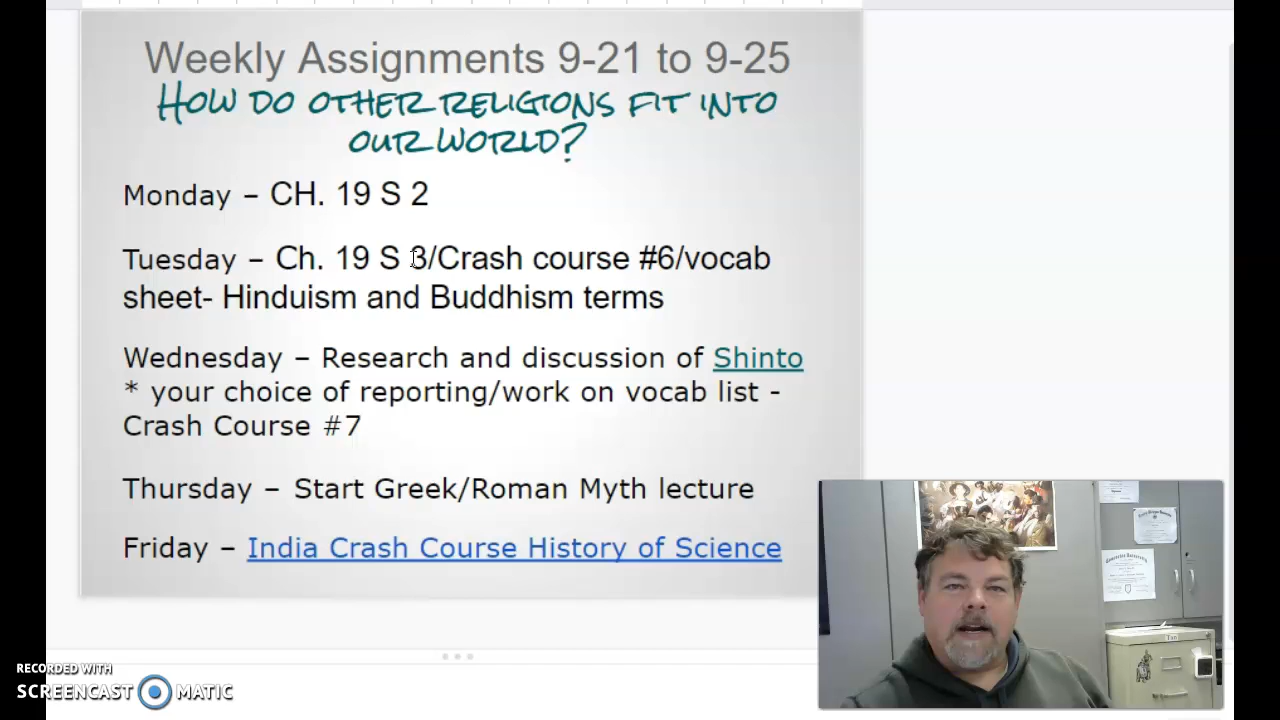 Weekly Assignments 9-21 to 9-25
How do other religions fit into
our world?
Monday – CH. 19 S 2
Tuesday – Ch. 19 S 3/Crash course #6/vocab
sheet- Hinduism and Buddhism terms
Wednesday – Research and discussion of Shinto
* your choice of reporting/work on vocab list -
Crash Course #7
Thursday – Start Greek/Roman Myth lecture
Friday – India Crash Course History of Science
RECORDED WITH
SCREENCAST MATIC